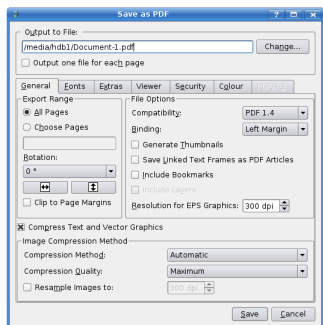 Save as PDF
Output to File:
/media/hdb1/Document-1.pdf
Change...
Output one file for each page
General Fonts Extras Viewer Security Colour
Export Range
All Pages
Choose Pages
Rotation:
0 °
Clip to Page Margins
File Options
Compatibility: PDF 1.4
Binding: Left Margin
Generate Thumbnails
Save Linked Text Frames as PDF Articles
Include Bookmarks
Include Layers
Resolution for EPS Graphics: 300 dpi
Compress Text and Vector Graphics
Image Compression Method
Compression Method: Automatic
Compression Quality: Maximum
Resample Images to: 300 dpi
Save Cancel